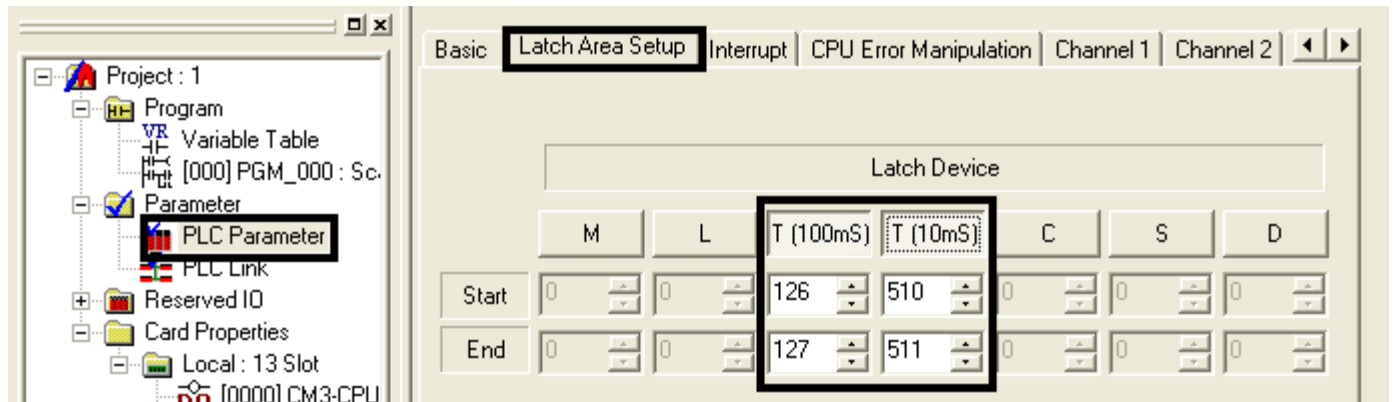 Project : 1
Program
Variable Table
[000] PGM_000 : Sc
Parameter
PLC Parameter
PLC Link
Reserved IO
Card Properties
Local : 13 Slot
[0000] CM3-CPU
Basic Latch Area Setup Interrupt CPU Error Manipulation Channel 1 Channel 2
Latch Device
M L T (100mS) T (10mS) C S D
Start 0 0 126 510 0 0 0
End 0 0 127 511 0 0 0